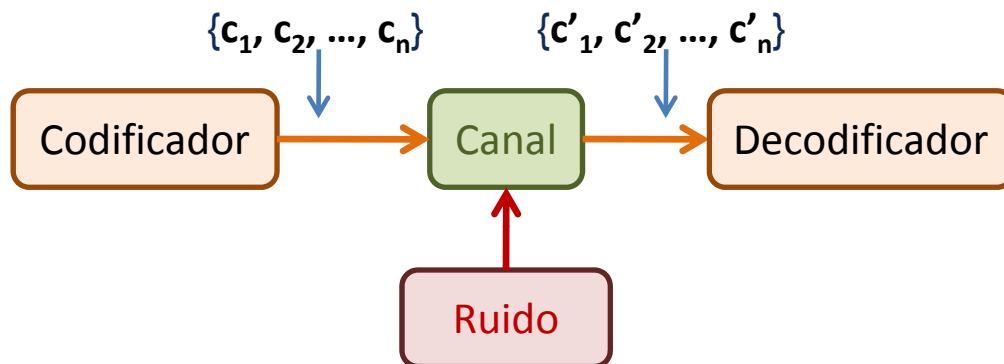 {c₁, c₂, ..., cₙ} {c’₁, c’₂, ..., c’ₙ}
Codificador Canal Decodificador
Ruido